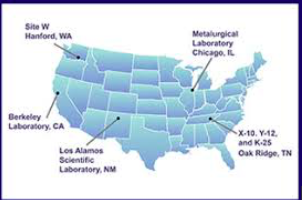 Site W
Hanford, WA
Metalurgical
Laboratory
Chicago, IL
Berkeley
Laboratory, CA
Los Alamos
Scientific
Laboratory, NM
X-10. Y-12,
and K-25
Oak Ridge, TN